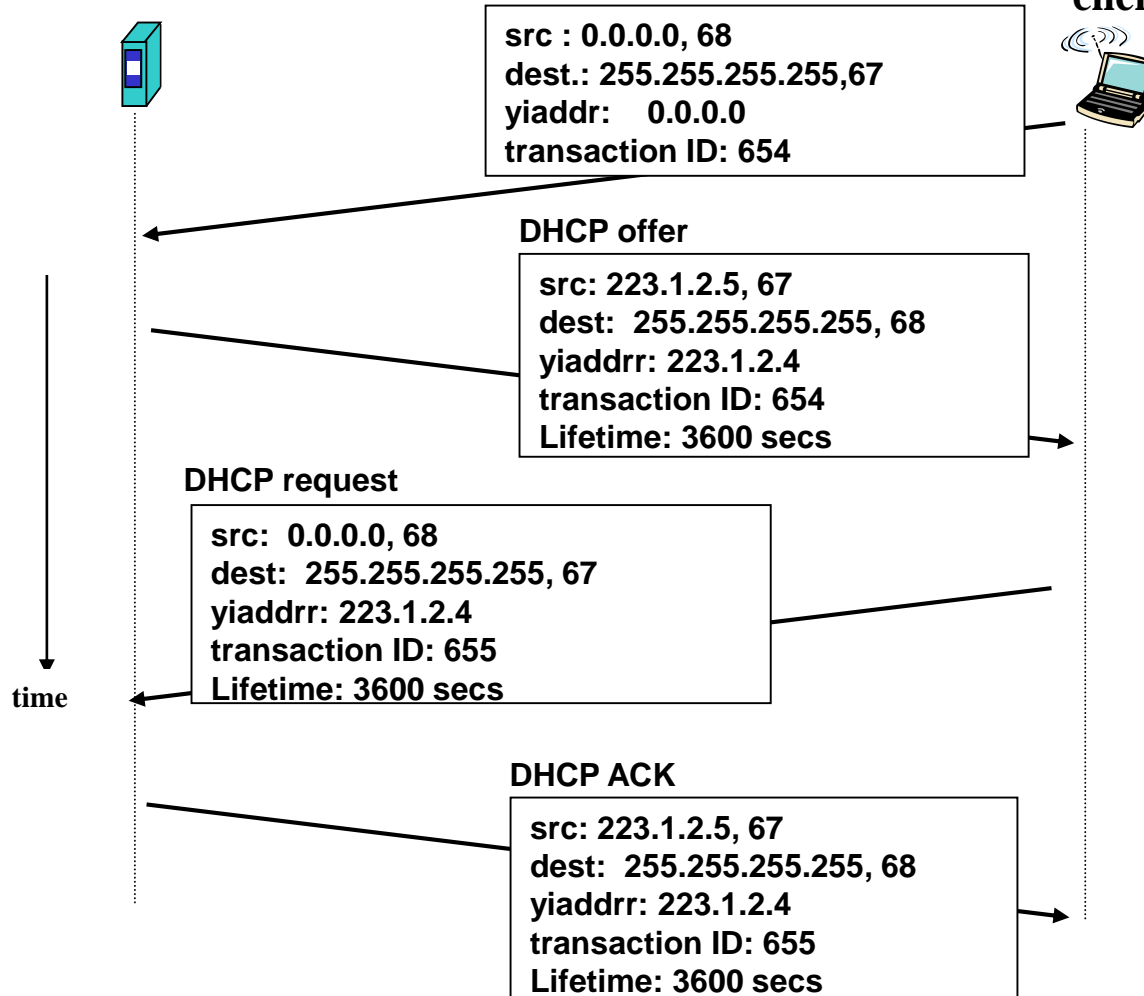 src : 0.0.0.0, 68
dest.: 255.255.255.255,67
yiaddr: 0.0.0.0
transaction ID: 654
DHCP offer
src: 223.1.2.5, 67
dest: 255.255.255.255, 68
yiaddrr: 223.1.2.4
transaction ID: 654
Lifetime: 3600 secs
DHCP request
src: 0.0.0.0, 68
dest: 255.255.255.255, 67
yiaddrr: 223.1.2.4
transaction ID: 655
Lifetime: 3600 secs
time
DHCP ACK
src: 223.1.2.5, 67
dest: 255.255.255.255, 68
yiaddrr: 223.1.2.4
transaction ID: 655
Lifetime: 3600 secs